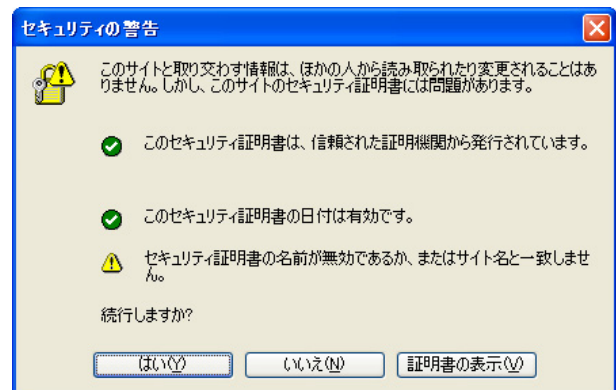 セキュリティの警告
このサイトと取り交わす情報は、ほかの人から読み取られたり変更されることはあ
りません。しかし、このサイトのセキュリティ証明書には問題があります。
このセキュリティ証明書は、信頼された証明機関から発行されています。
このセキュリティ証明書の日付は有効です。
セキュリティ証明書の名前が無効であるか、またはサイト名と一致しませ
ん。
続行しますか?
はい(Y) いいえ(N) 証明書の表示(V)